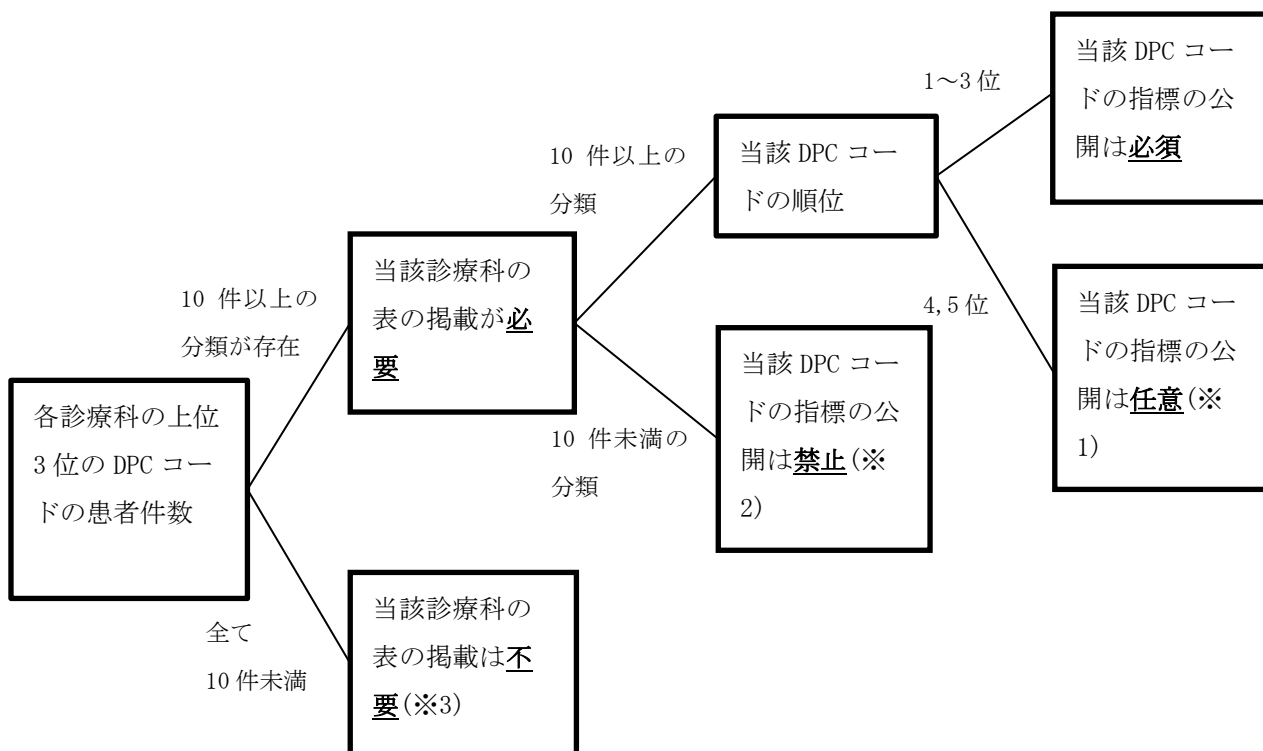 各診療科の上位
3位のDPCコー
ドの患者件数
10 件以上の
分類が存在
全て
10件未満
当該診療科の
表の掲載が必
要
当該診療科の
表の掲載は不
要(※3)
10 件以上の
分類
10 件未満の
分類
当該DPCコー
ドの順位
当該DPCコー
ドの指標の公
開は禁止(※
2)
1～3位
4,5位
当該DPCコー
ドの指標の公
開は必須
当該DPCコー
ドの指標の公
開は任意(※
1)